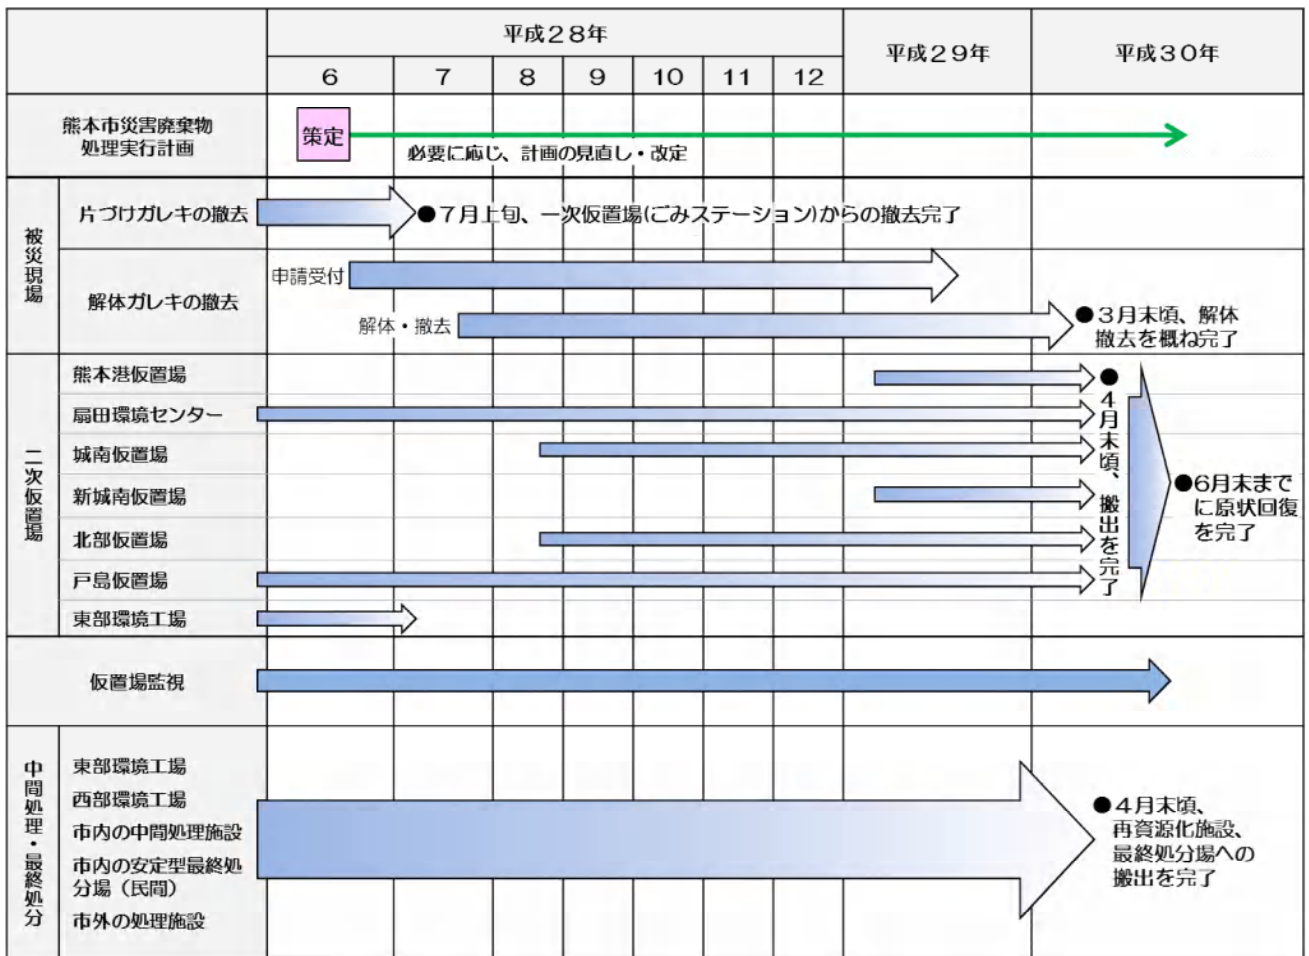 平成２８年
平成２９年
平成３０年
6 7 8 9 10 11 12
熊本市災害廃棄物
処理実行計画
策定
必要に応じ、計画の見直し・改定
被災現場
片づけガレキの撤去
●７月上旬、一次仮置場(ごみステーション)からの撤去完了
解体ガレキの撤去
申請受付
解体・撤去
●３月末頃、解体
撤去を概ね完了
二次仮置場
熊本港仮置場
扇田環境センター
城南仮置場
新城南仮置場
北部仮置場
戸島仮置場
東部環境工場
●４月末頃、搬出を完了
●6月末まで
に原状回復
を完了
仮置場監視
中間処理・最終処分
東部環境工場
西部環境工場
市内の中間処理施設
市内の安定型最終処
分場（民間）
市外の処理施設
●４月末頃、
再資源化施設、
最終処分場への
搬出を完了